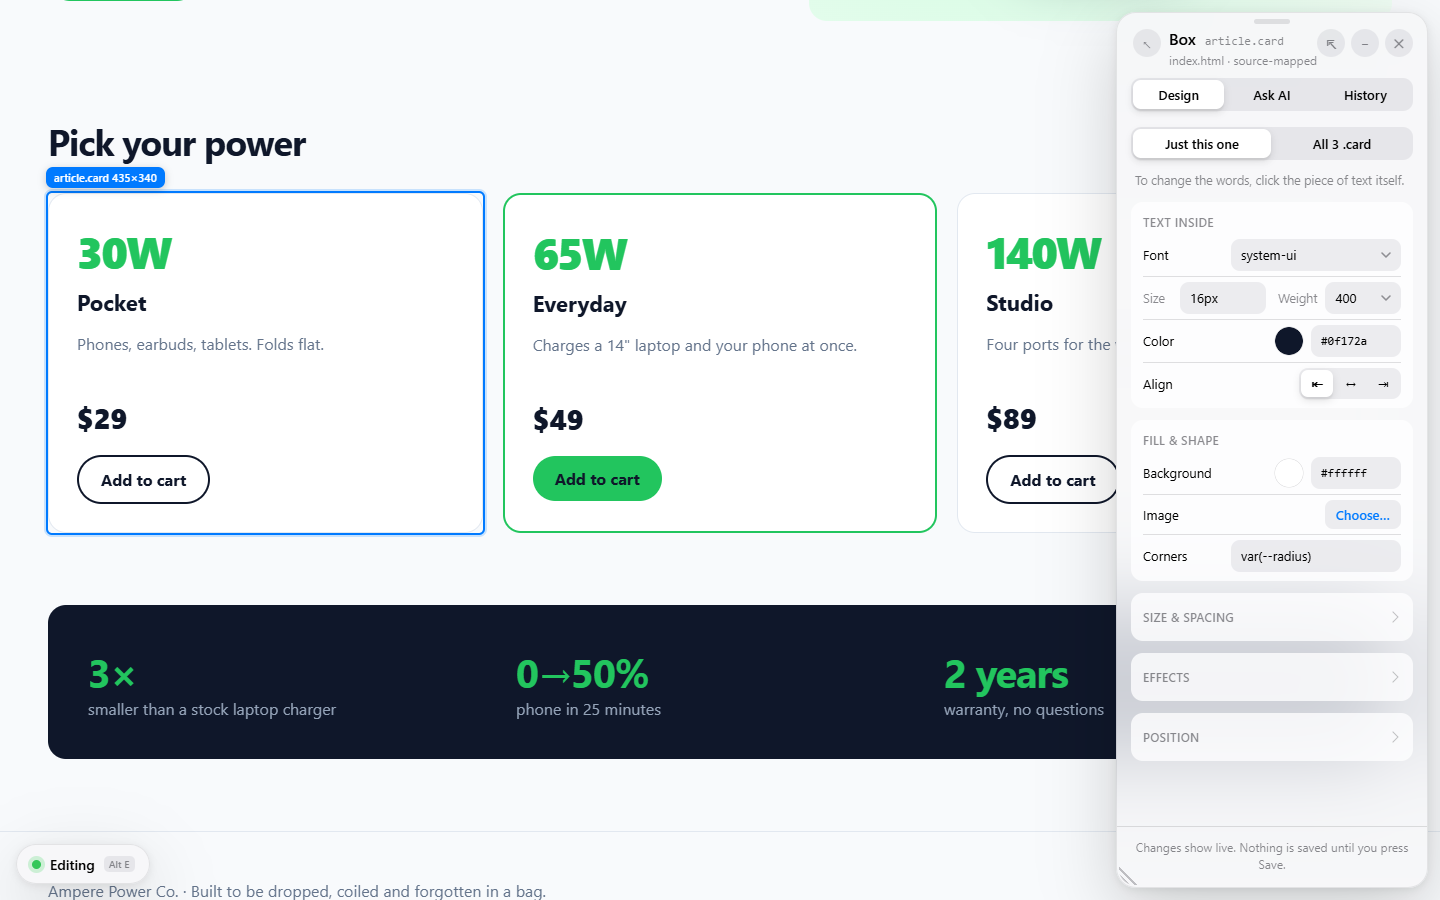 Pick your power
article.card 435×340
30W
Pocket
Phones, earbuds, tablets. Folds flat.
$29
Add to cart
65W
Everyday
Charges a 14" laptop and your phone at once.
$49
Add to cart
140W
Studio
Four ports for the
$89
Add to cart
3×
smaller than a stock laptop charger
0→50%
phone in 25 minutes
2 years
warranty, no questions
Editing Alt E
Ampere Power Co. · Built to be dropped, coiled and forgotten in a bag.
Box article.card
index.html · source-mapped
Design Ask AI History
Just this one All 3 .card
To change the words, click the piece of text itself.
TEXT INSIDE
Font system-ui
Size 16px Weight 400
Color #0f172a
Align
FILL & SHAPE
Background #ffffff
Image Choose...
Corners var(--radius)
SIZE & SPACING
EFFECTS
POSITION
Changes show live. Nothing is saved until you press
Save.